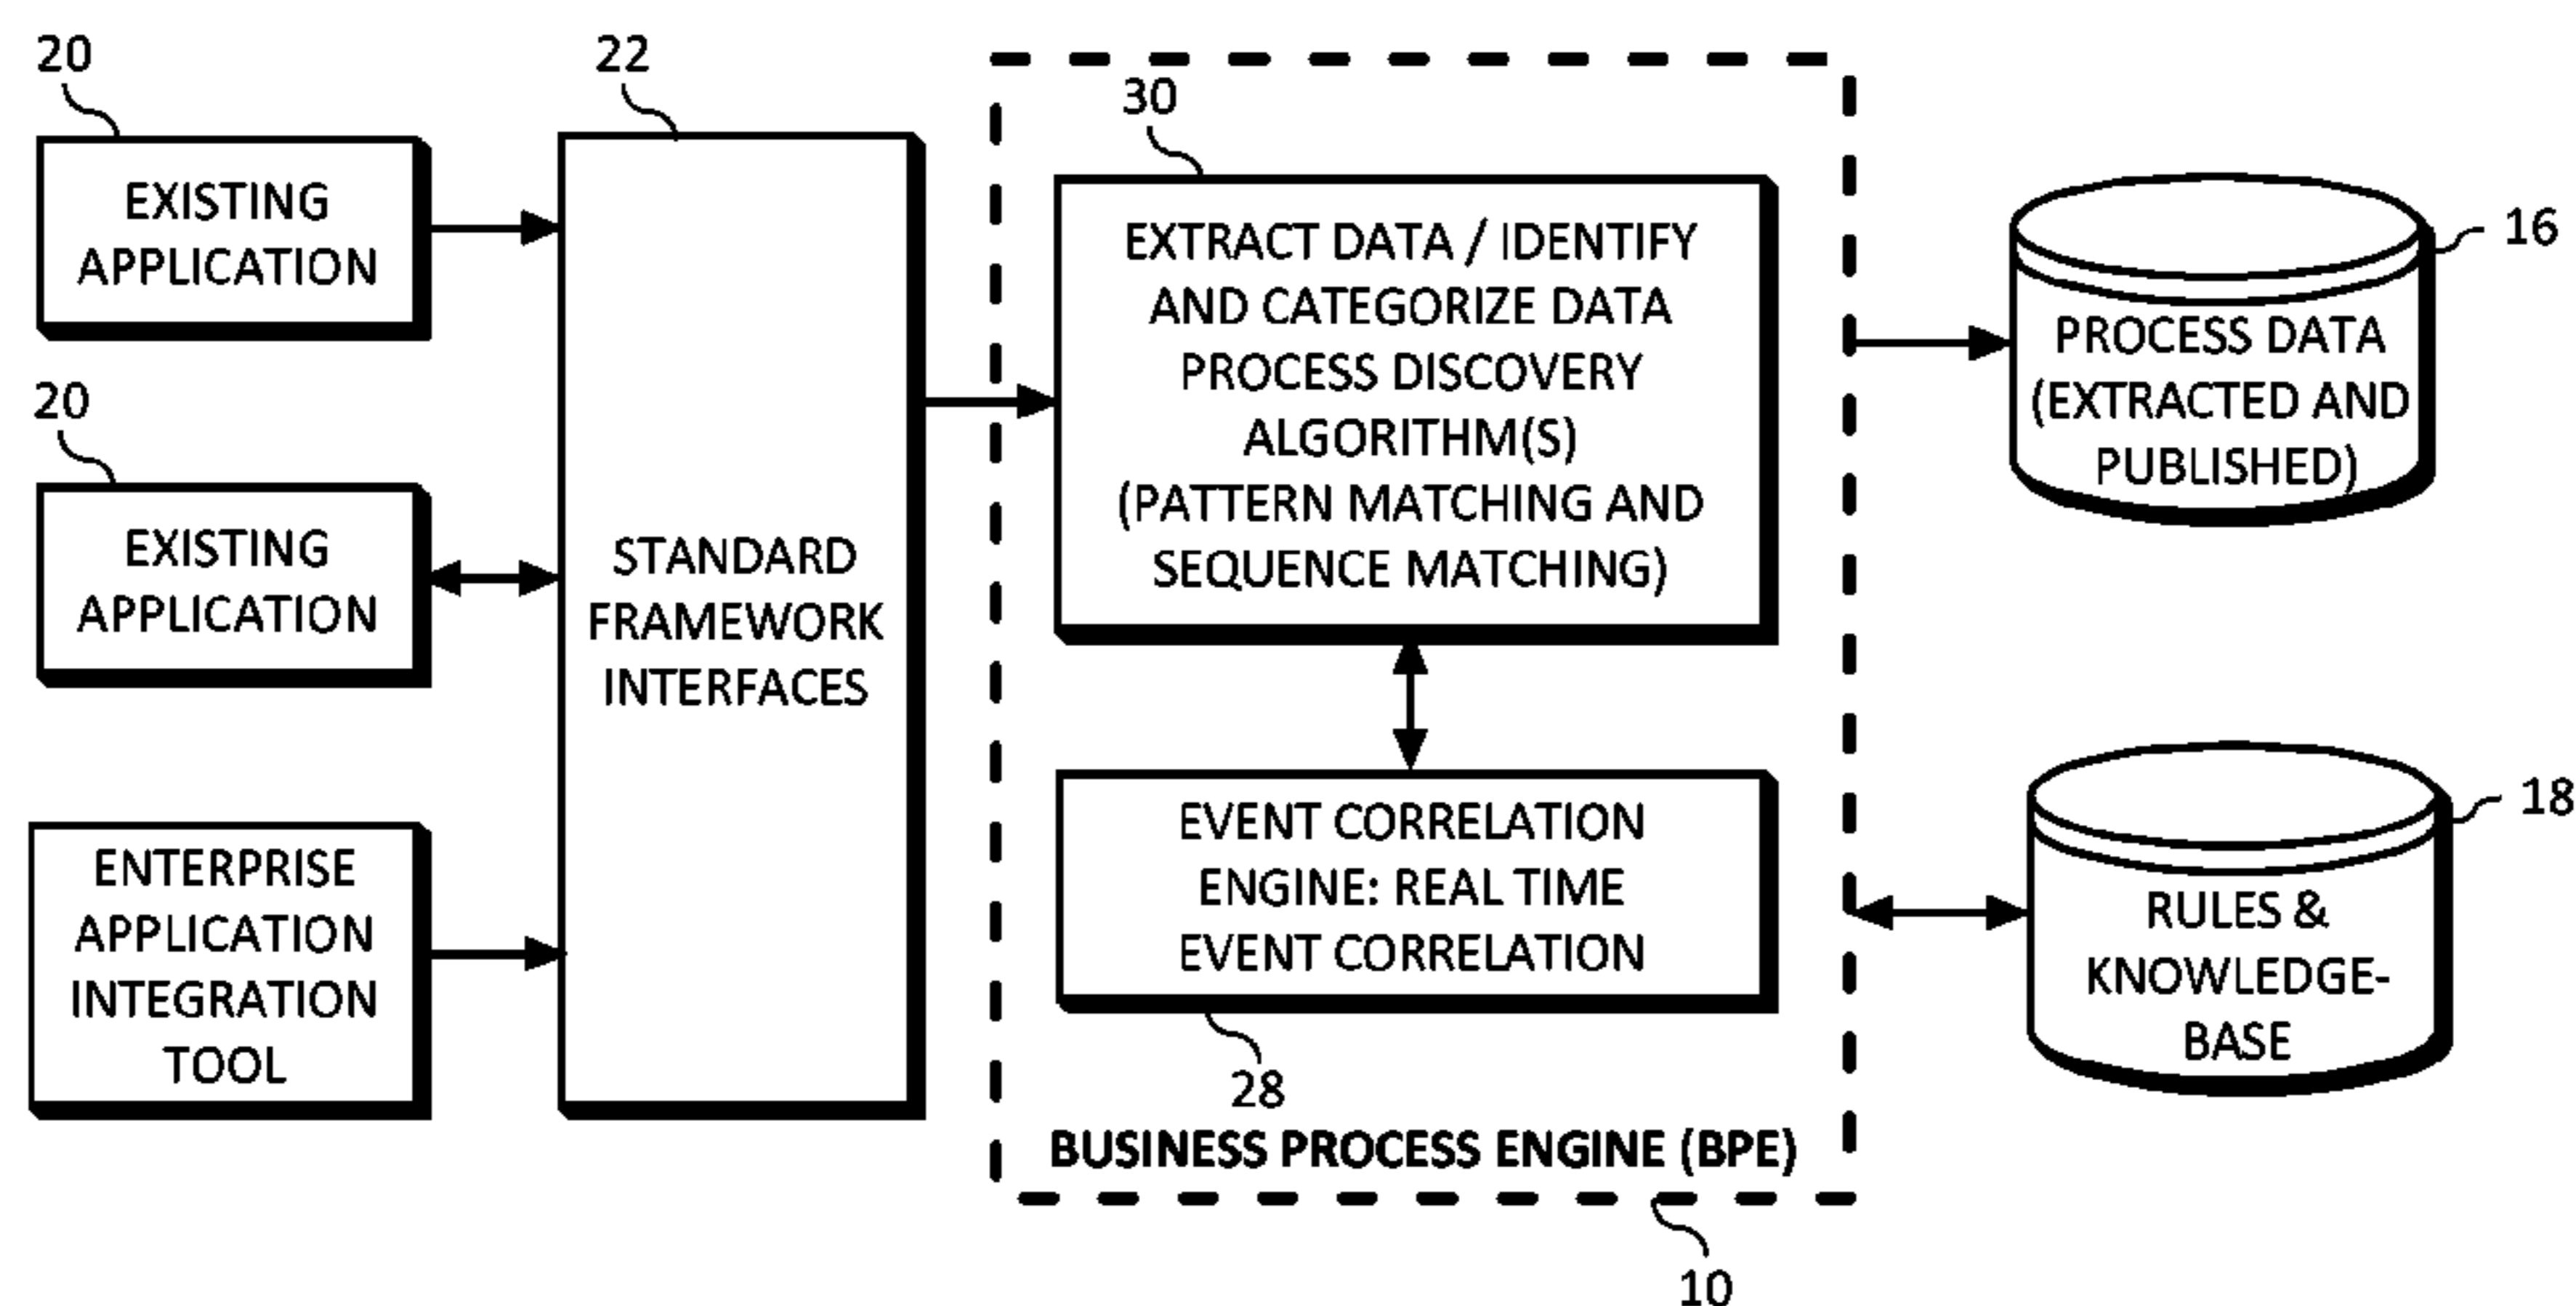 20
EXISTING
APPLICATION
20
EXISTING
APPLICATION
ENTERPRISE
APPLICATION
INTEGRATION
TOOL
22
STANDARD
FRAMEWORK
INTERFACES
30
EXTRACT DATA / IDENTIFY
AND CATEGORIZE DATA
PROCESS DISCOVERY
ALGORITHM(S)
(PATTERN MATCHING AND
SEQUENCE MATCHING)
EVENT CORRELATION
ENGINE: REAL TIME
EVENT CORRELATION
28
BUSINESS PROCESS ENGINE (BPE)
10
16
PROCESS DATA
(EXTRACTED AND
PUBLISHED)
18
RULES &
KNOWLEDGE-
BASE